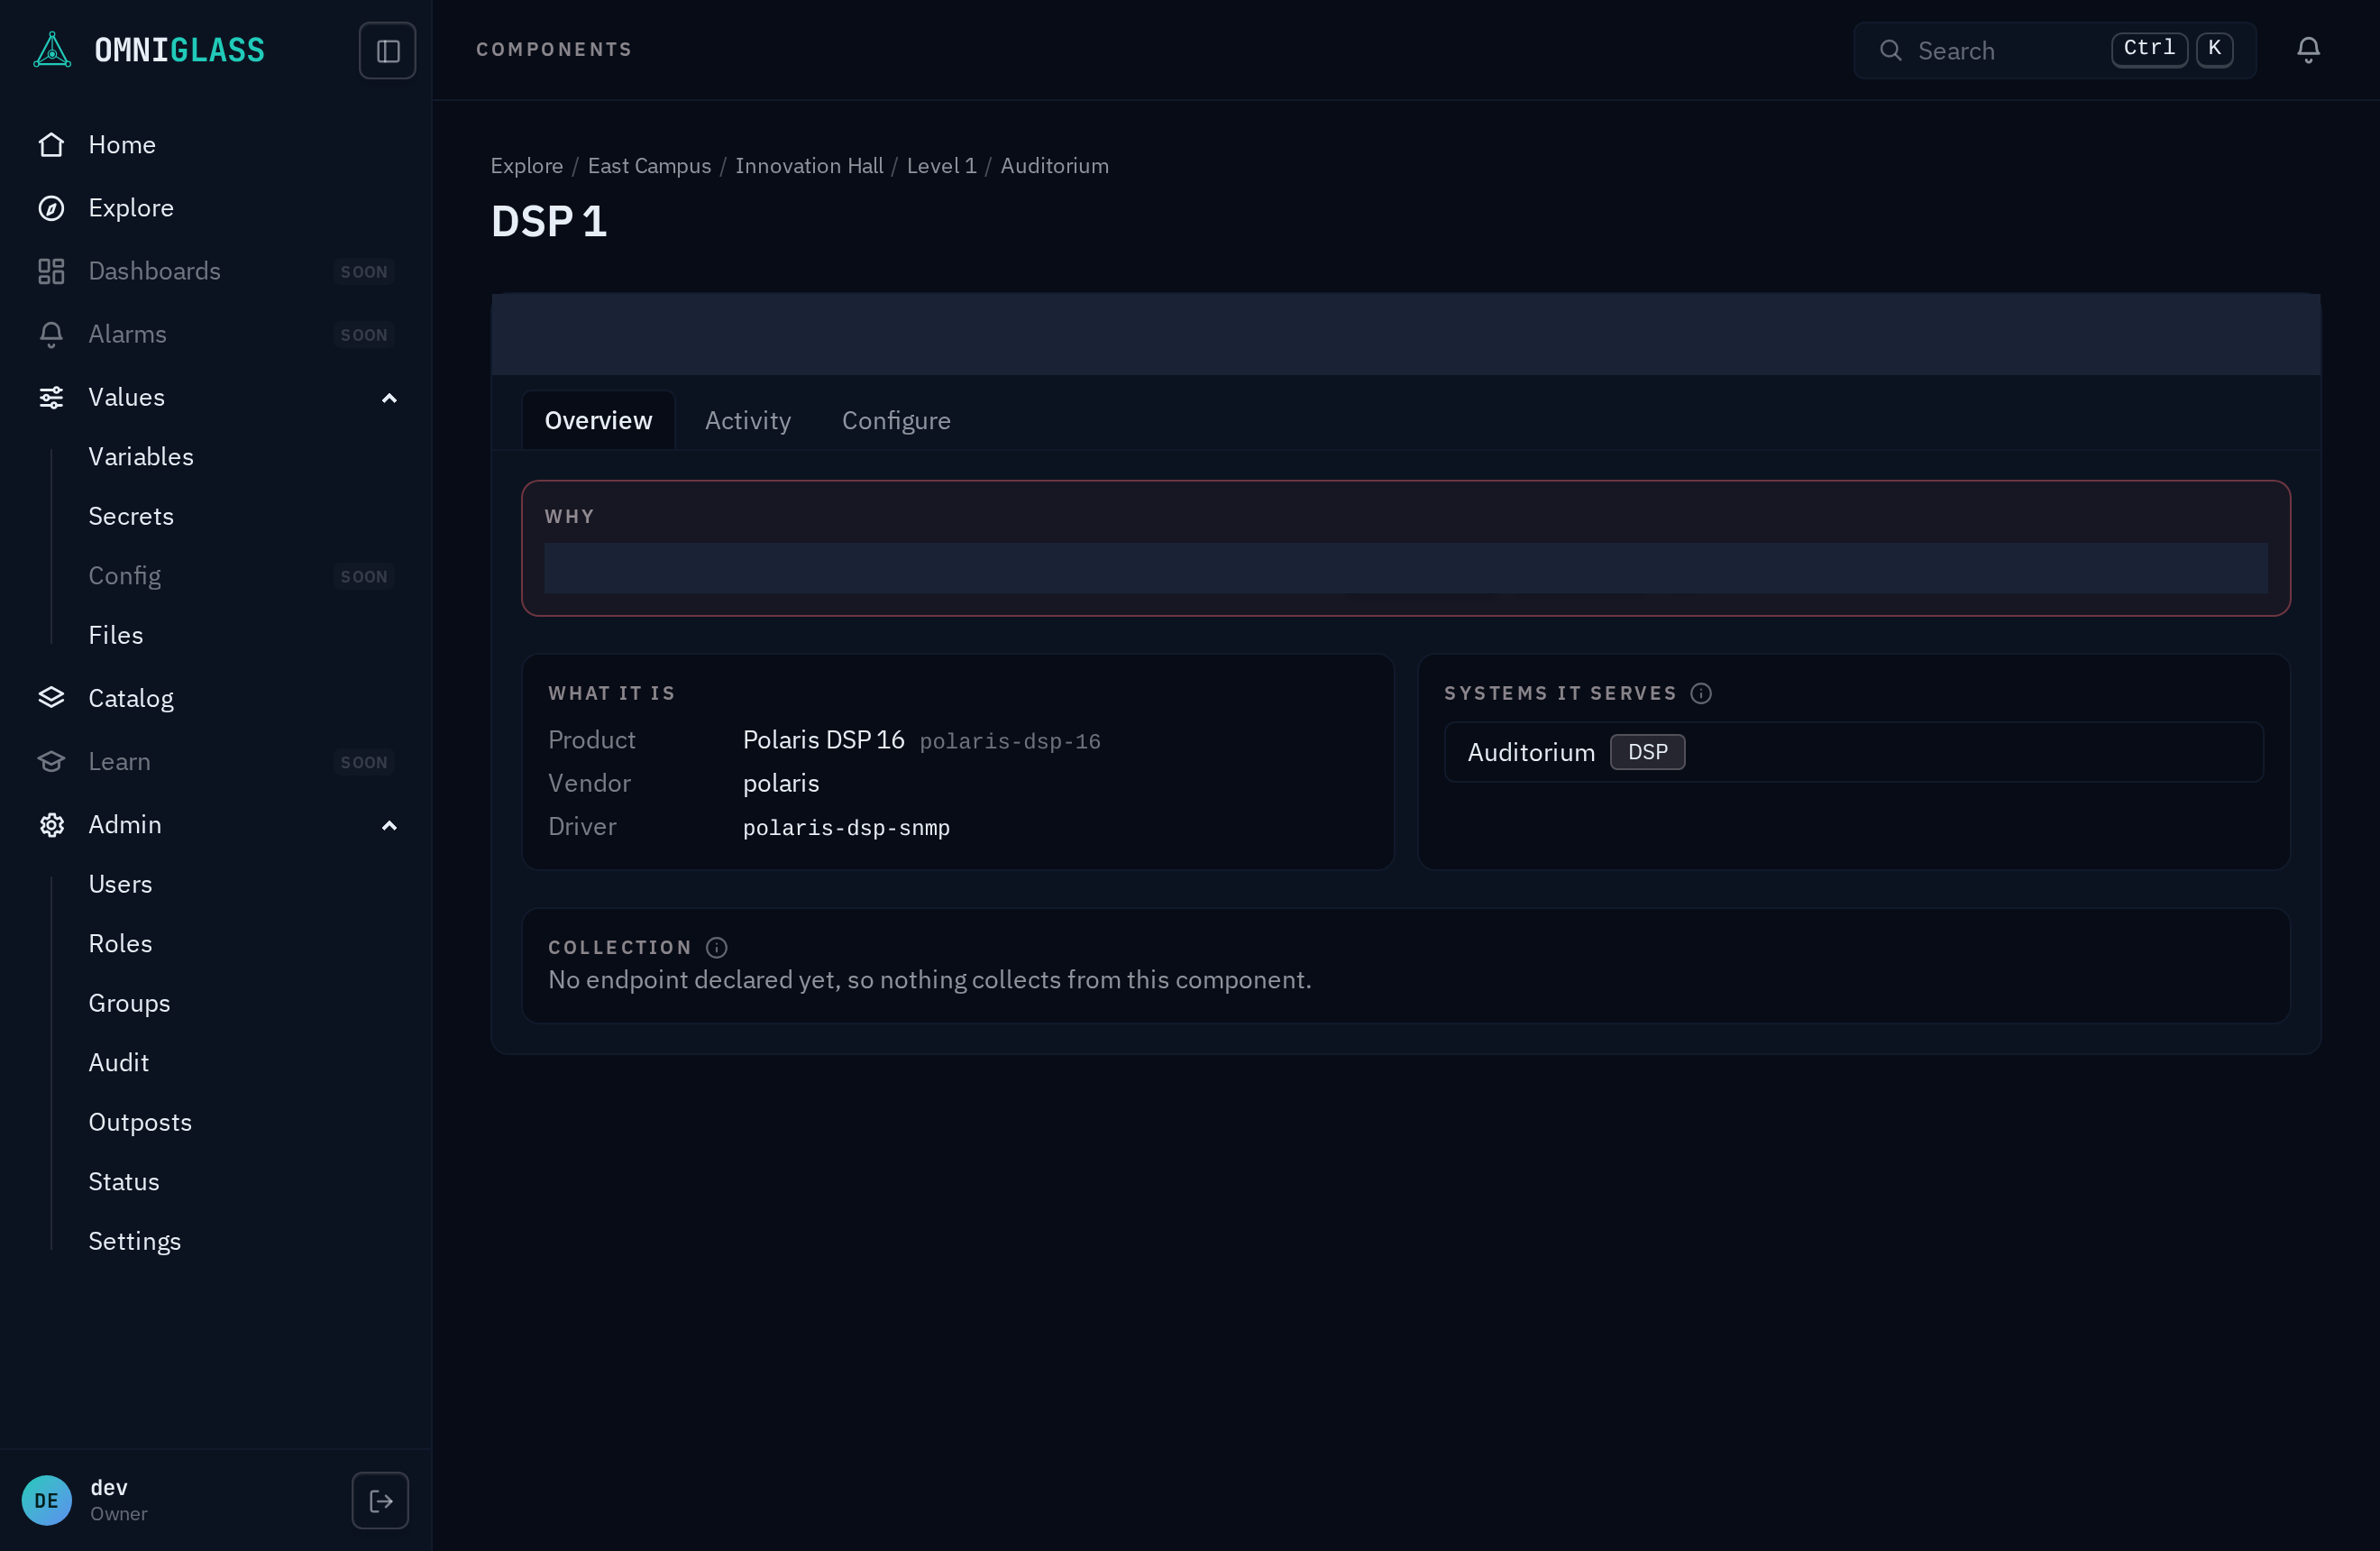 OMNIGLASS
Home
Explore
Dashboards SOON
Alarms SOON
Values
Variables
Secrets
Config SOON
Files
Catalog
Learn SOON
Admin
Users
Roles
Groups
Audit
Outposts
Status
Settings
DE
dev
Owner
COMPONENTS
Search Ctrl K
Explore / East Campus / Innovation Hall / Level 1 / Auditorium
DSP 1
Overview Activity Configure
WHY
WHAT IT IS
Product Polaris DSP 16 polaris-dsp-16
Vendor polaris
Driver polaris-dsp-snmp
SYSTEMS IT SERVES
Auditorium DSP
COLLECTION
No endpoint declared yet, so nothing collects from this component.